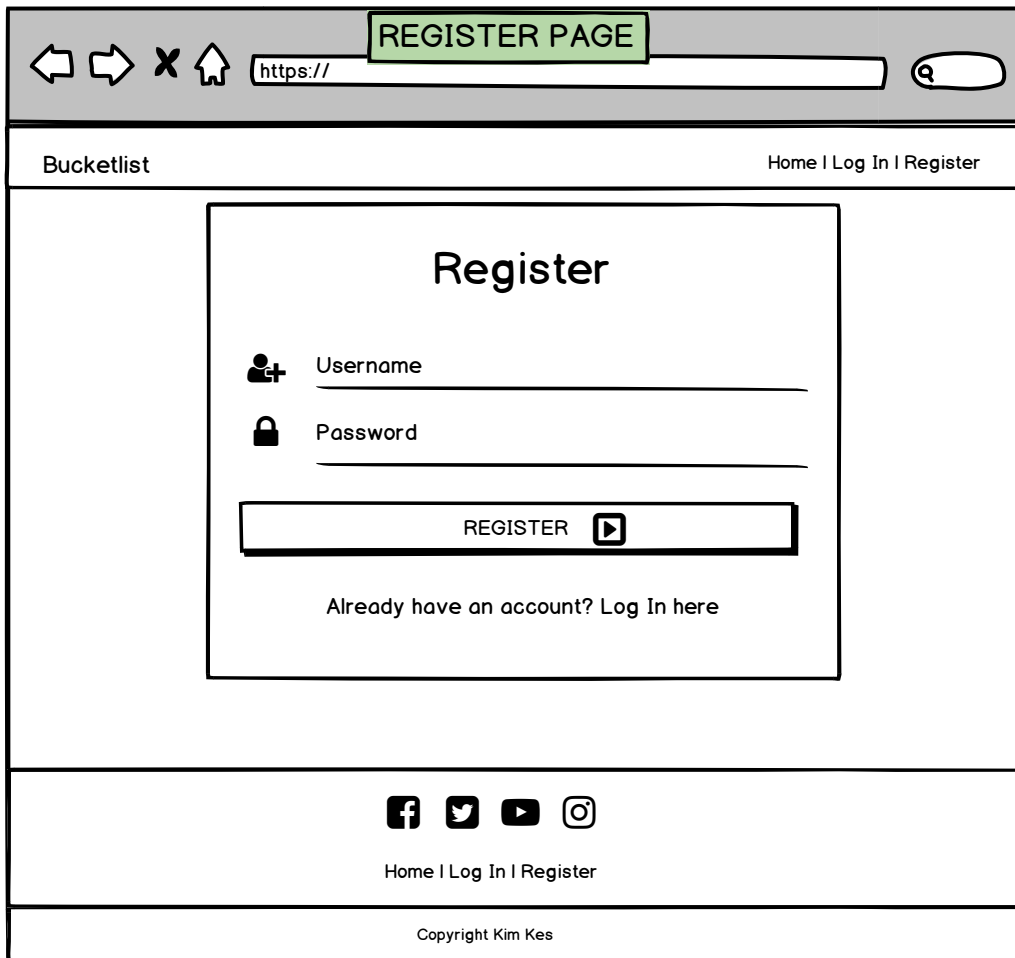 REGISTER PAGE
https://
Bucketlist
Home | Log In | Register
Register
Username
Password
REGISTER
Already have an account? Log In here
Home | Log In | Register
Copyright Kim Kes